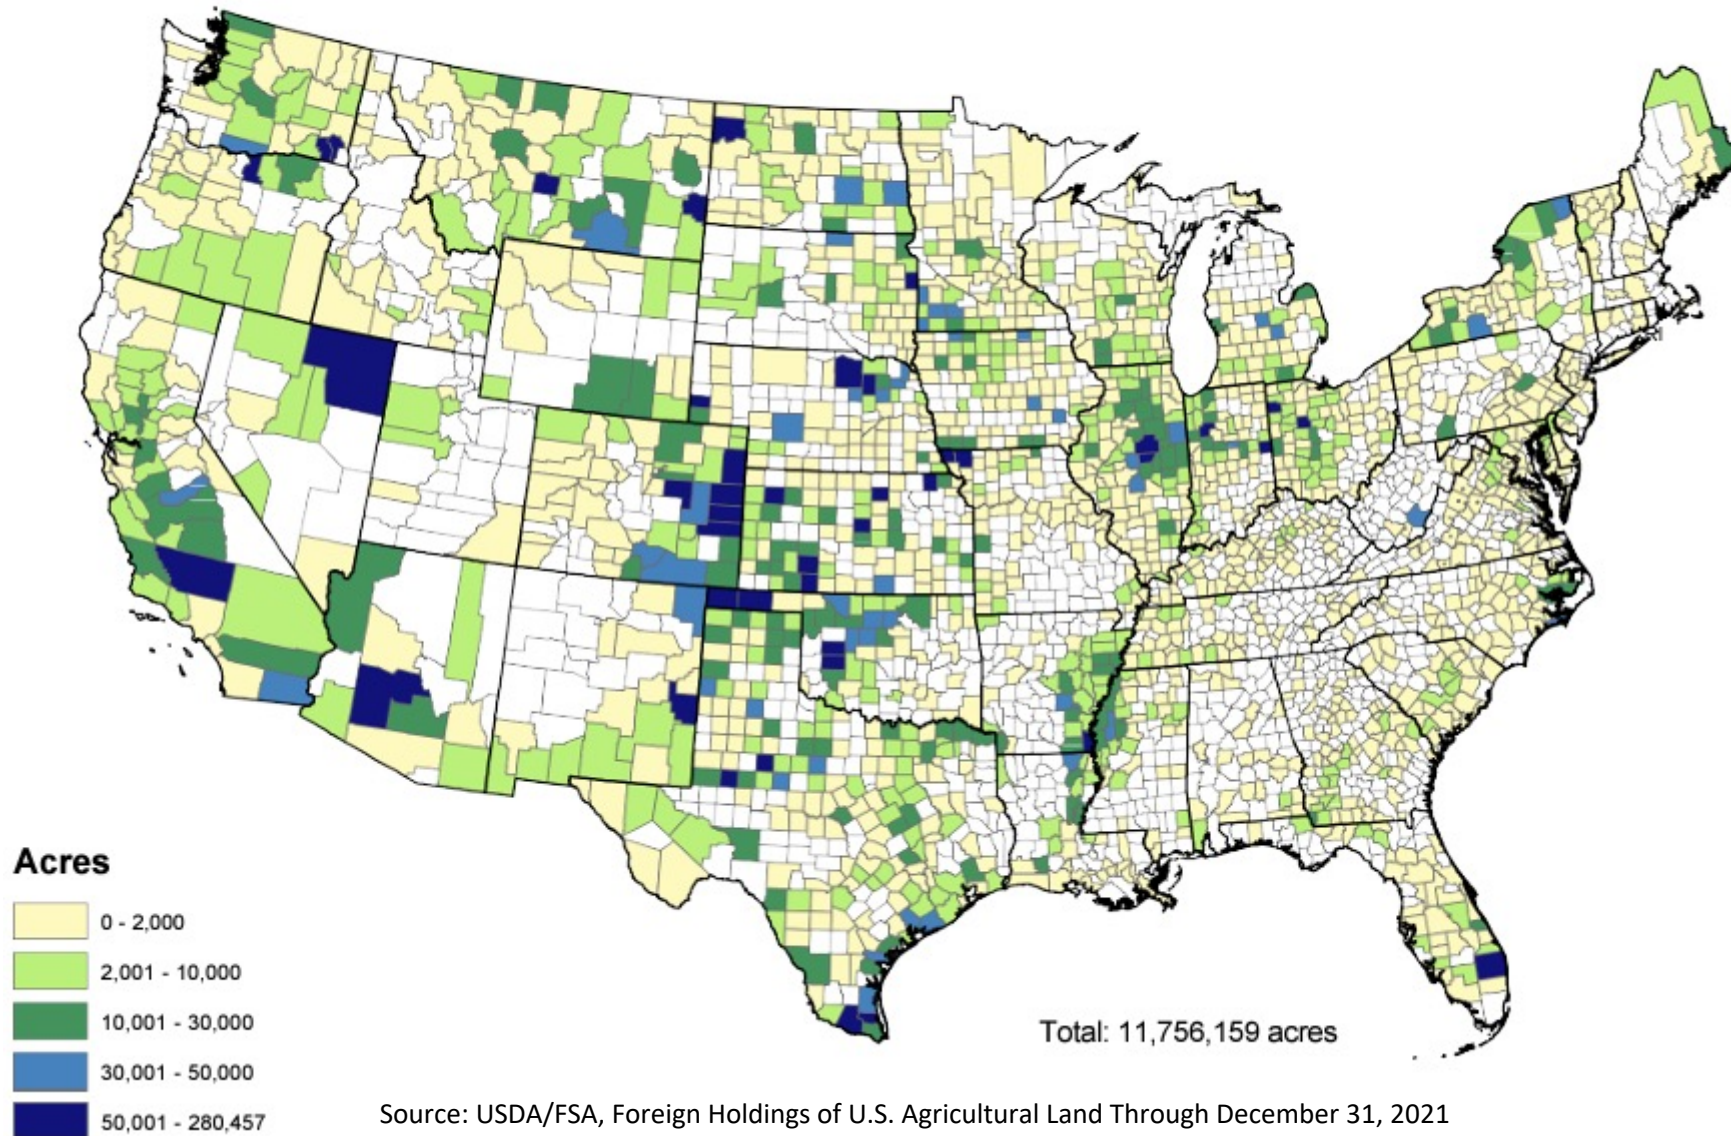 Acres
0 - 2,000
2,001 - 10,000
10,001 - 30,000
30,001 - 50,000
50,001 - 280,457
Total: 11,756,159 acres
Source: USDA/FSA, Foreign Holdings of U.S. Agricultural Land Through December 31, 2021